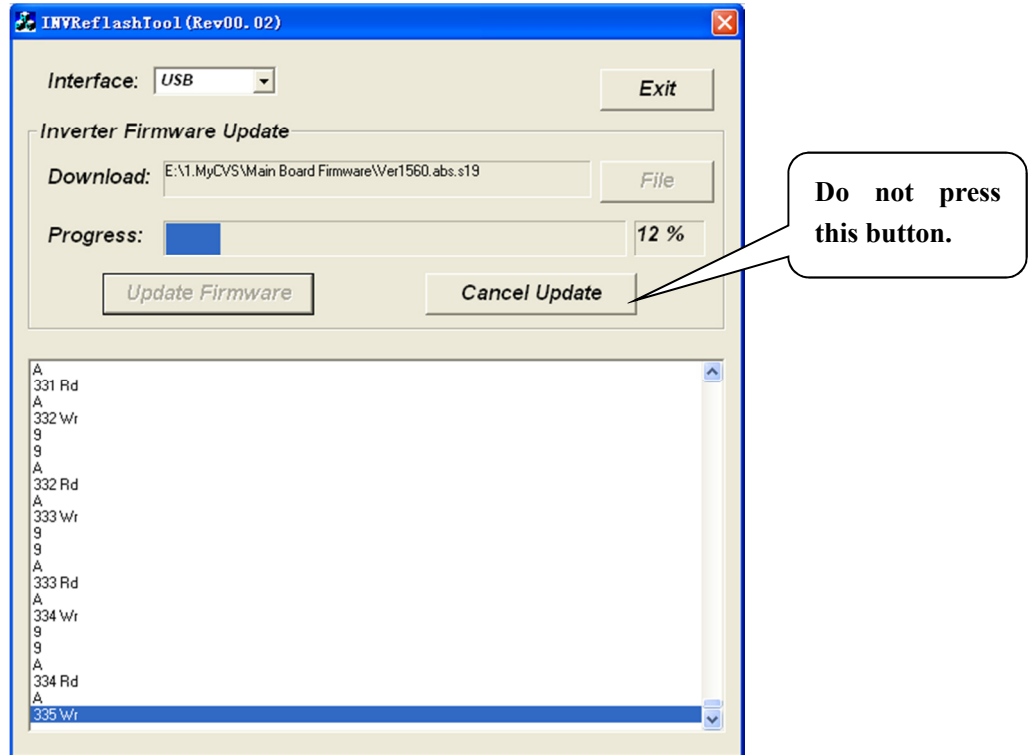 INVReflashTool(Rev00.02)
Interface: USB
Exit
Inverter Firmware Update
Download: E:\1.MyCVS\Main Board Firmware\Ver1560.abs.s19 File
Progress: 12 %
Update Firmware Cancel Update
Do not press
this button.
A
331 Rd
A
332 Wr
9
9
A
332 Rd
A
333 Wr
9
9
A
333 Rd
A
334 Wr
9
9
A
334 Rd
A
335 Wr